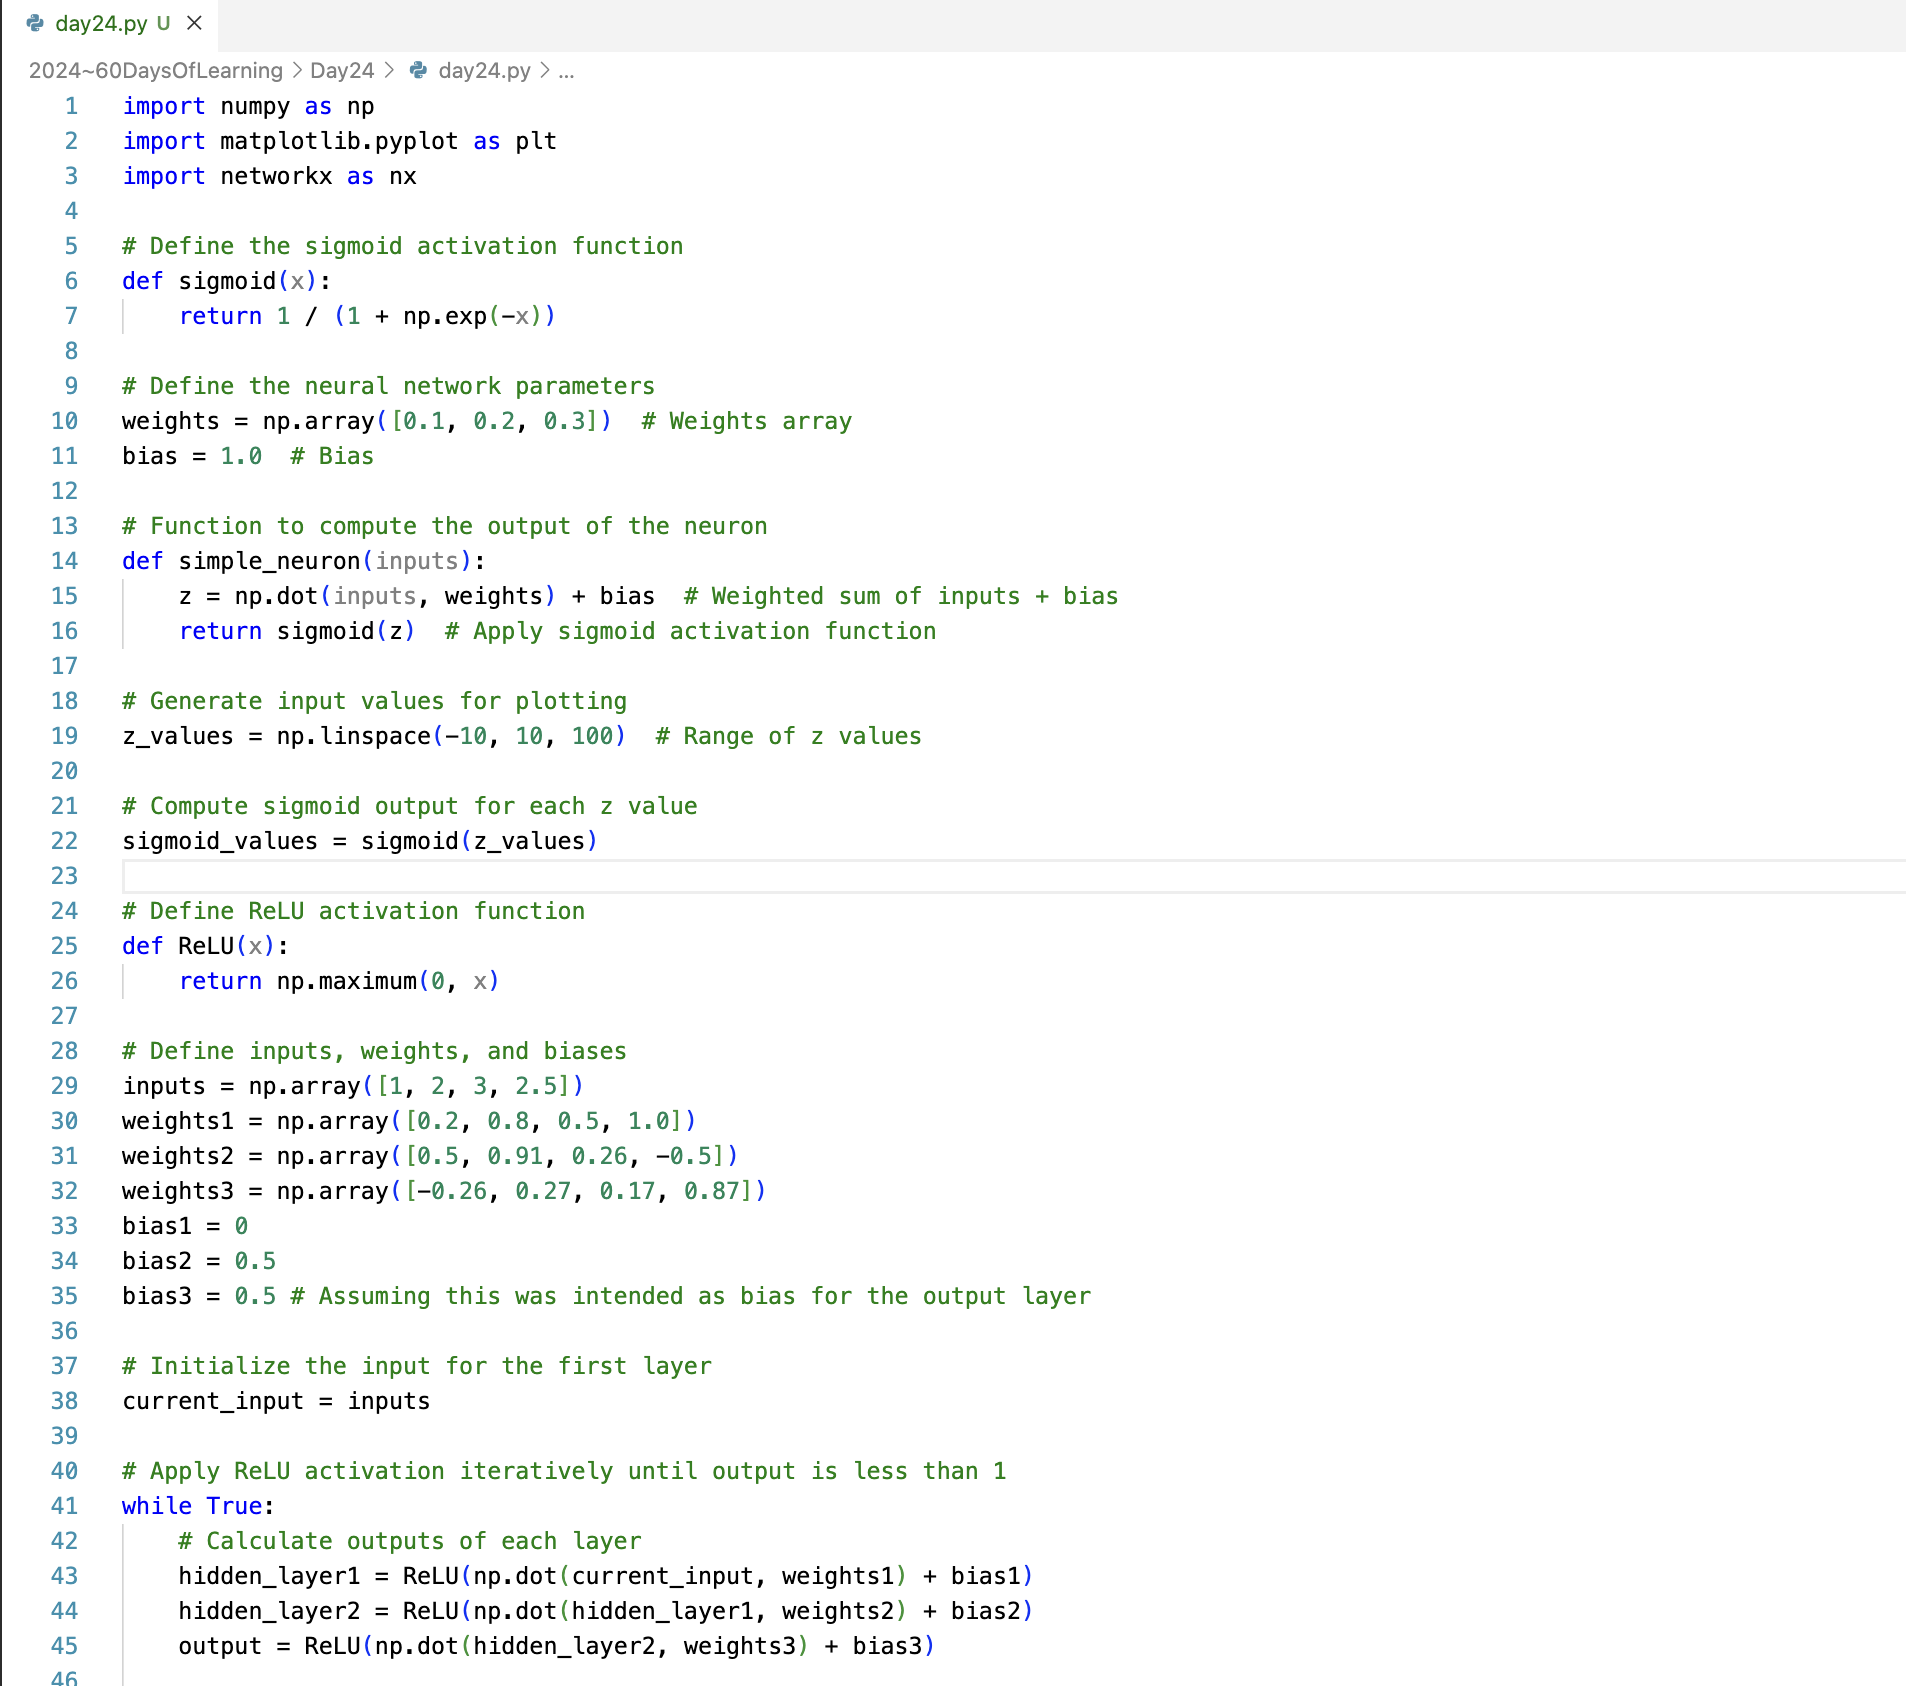 day24.py U
2024~60DaysOfLearning > Day24 > day24.py > ...
1 import numpy as np
2 import matplotlib.pyplot as plt
3 import networkx as nx
4
5 # Define the sigmoid activation function
6 def sigmoid(x):
7     return 1 / (1 + np.exp(-x))
8
9 # Define the neural network parameters
10 weights = np.array([0.1, 0.2, 0.3])  # Weights array
11 bias = 1.0  # Bias
12
13 # Function to compute the output of the neuron
14 def simple_neuron(inputs):
15     z = np.dot(inputs, weights) + bias  # Weighted sum of inputs + bias
16     return sigmoid(z)  # Apply sigmoid activation function
17
18 # Generate input values for plotting
19 z_values = np.linspace(-10, 10, 100)  # Range of z values
20
21 # Compute sigmoid output for each z value
22 sigmoid_values = sigmoid(z_values)
23
24 # Define ReLU activation function
25 def ReLU(x):
26     return np.maximum(0, x)
27
28 # Define inputs, weights, and biases
29 inputs = np.array([1, 2, 3, 2.5])
30 weights1 = np.array([0.2, 0.8, 0.5, 1.0])
31 weights2 = np.array([0.5, 0.91, 0.26, -0.5])
32 weights3 = np.array([-0.26, 0.27, 0.17, 0.87])
33 bias1 = 0
34 bias2 = 0.5
35 bias3 = 0.5 # Assuming this was intended as bias for the output layer
36
37 # Initialize the input for the first layer
38 current_input = inputs
39
40 # Apply ReLU activation iteratively until output is less than 1
41 while True:
42     # Calculate outputs of each layer
43     hidden_layer1 = ReLU(np.dot(current_input, weights1) + bias1)
44     hidden_layer2 = ReLU(np.dot(hidden_layer1, weights2) + bias2)
45     output = ReLU(np.dot(hidden_layer2, weights3) + bias3)
46